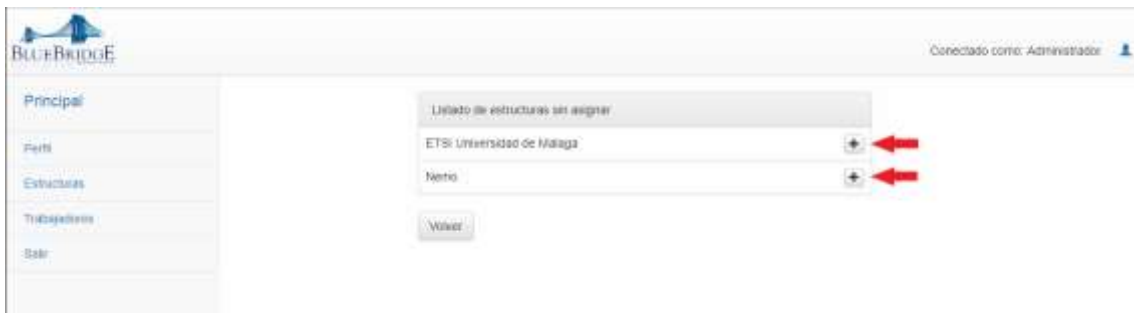 BLUEBRIDGE
Conectado como: Administrador
Principal
Perfil
Estructuras
Trabajadores
Salir
Listado de estructuras sin asignar
ETSI Universidad de Malaga
Nemo
Volver